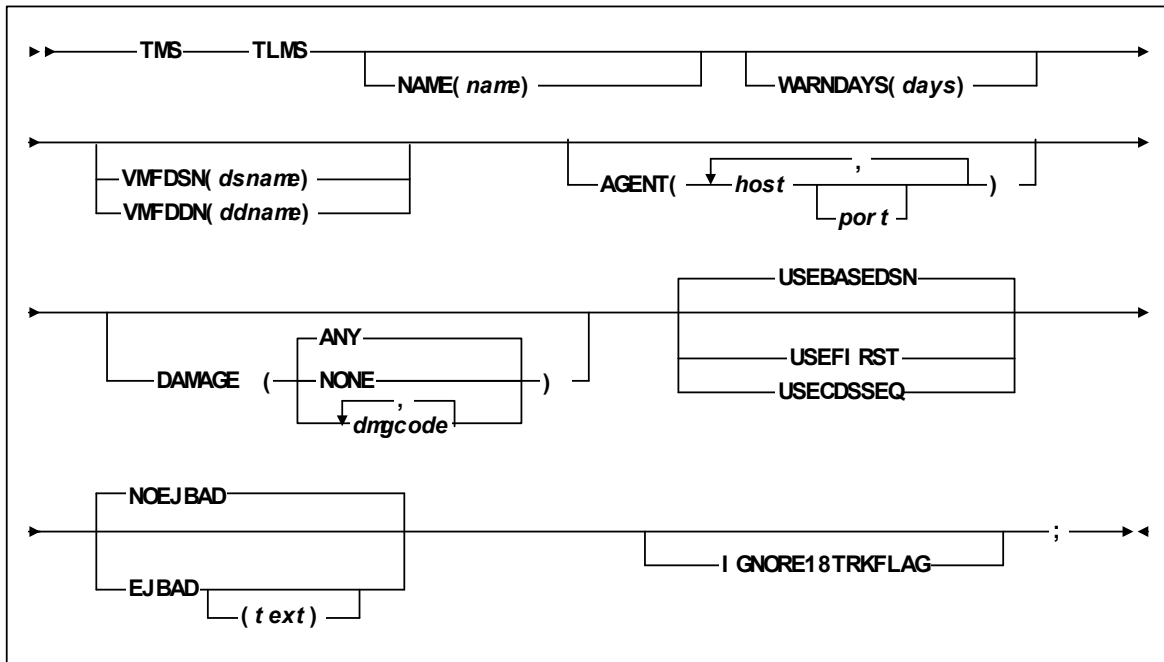 TMS TLMS
NAME( name)
WARNDAYS( days)
VMFDSN( dsname)
VMFDDN( ddname)
,
AGENT( host )
port
USEBASEDSN
USEFIRST
USECDSSEQ
ANY
DAMAGE ( NONE )
,
dmgcode
NOEJBAD
EJBAD
( text)
IGNORE18TRKFLAG
;